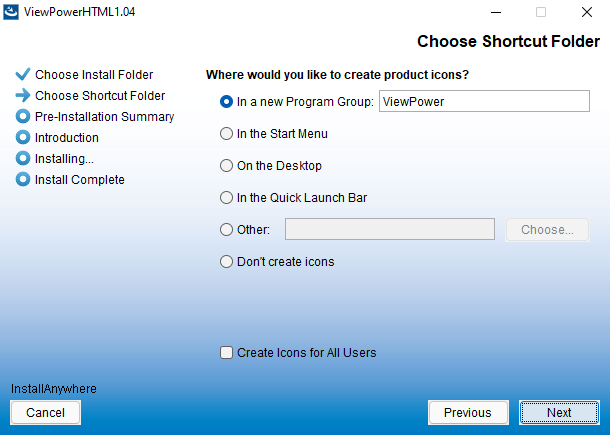 ViewPowerHTML1.04
Choose Shortcut Folder
Choose Install Folder
Choose Shortcut Folder
Pre-Installation Summary
Introduction
Installing...
Install Complete
Where would you like to create product icons?
In a new Program Group: ViewPower
In the Start Menu
On the Desktop
In the Quick Launch Bar
Other: Choose...
Don't create icons
Create Icons for All Users
InstallAnywhere
Cancel Previous Next